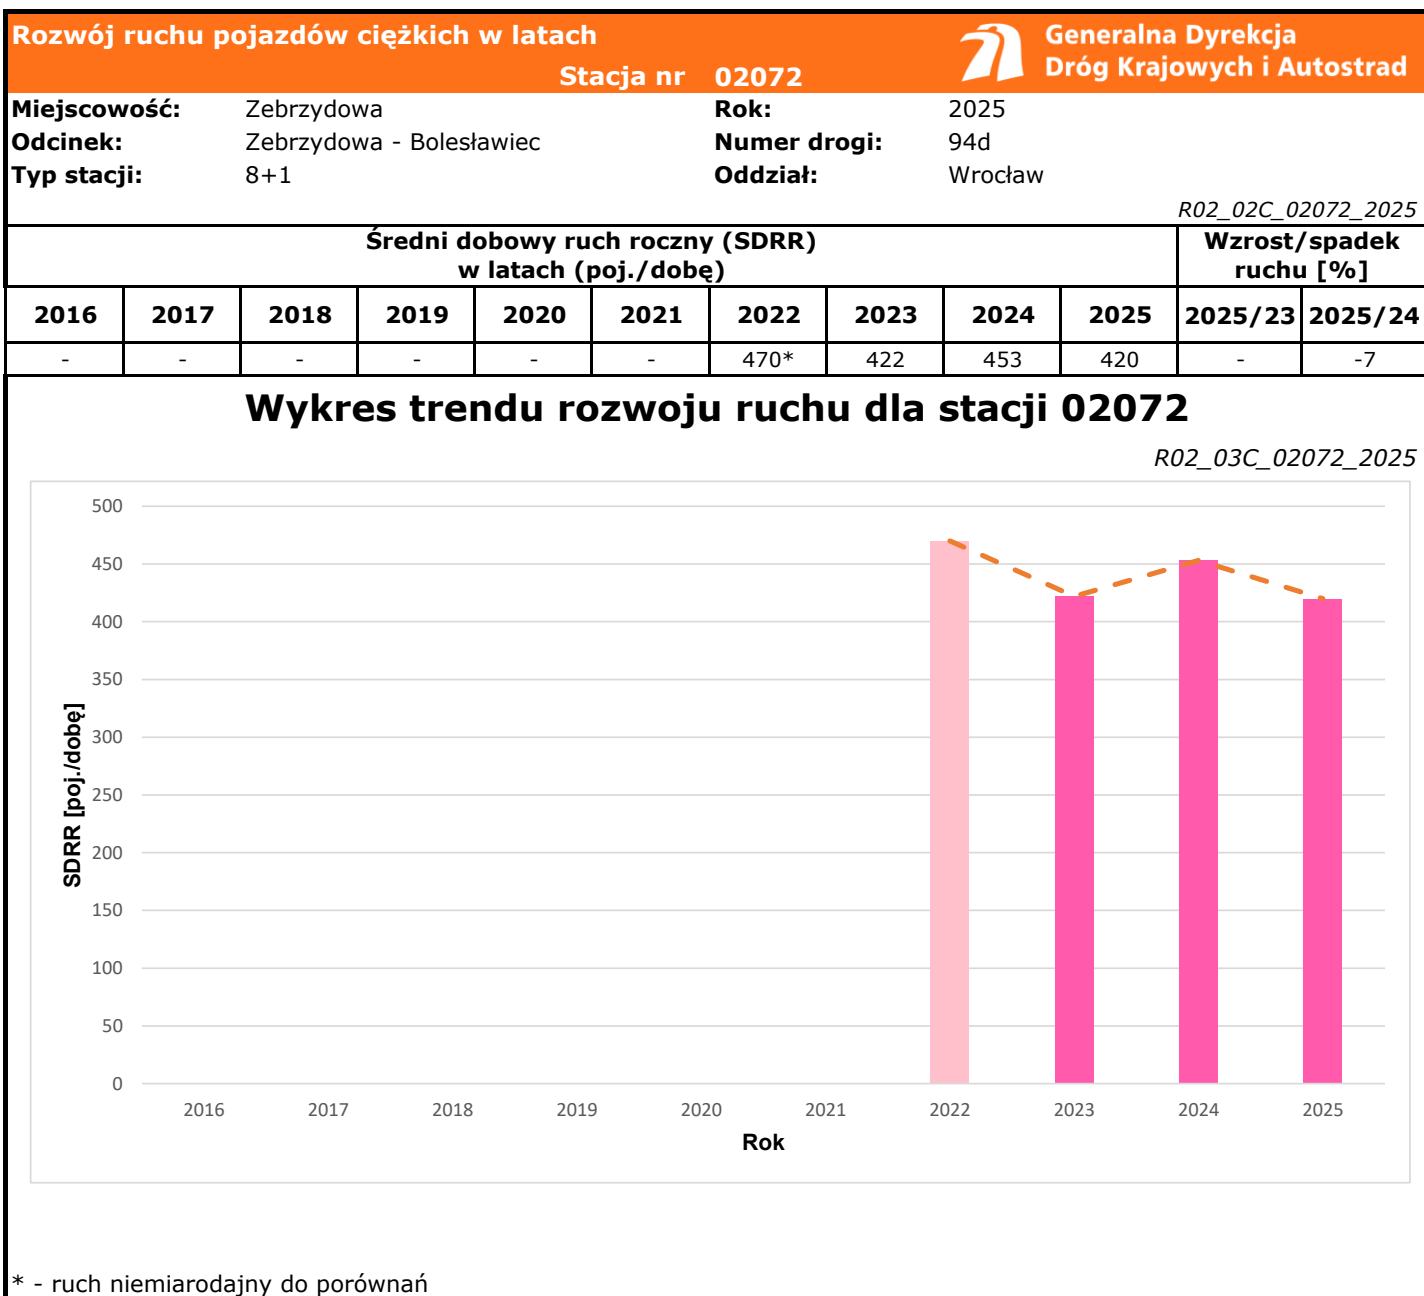 Rozwój ruchu pojazdów ciężkich w latach
Stacja nr 02072
Generalna Dyrekcja
Dróg Krajowych i Autostrad
Miejscowość: Zebrzydowa Rok: 2025
Odcinek: Zebrzydowa - Bolesławiec Numer drogi: 94d
Typ stacji: 8+1 Oddział: Wrocław
R02_02C_02072_2025
Średni dobowy ruch roczny (SDRR) Wzrost/spadek
w latach (poj./dobę) ruchu [%]
2016 2017 2018 2019 2020 2021 2022 2023 2024 2025 2025/23 2025/24
- - - - - - 470* 422 453 420 - -7
Wykres trendu rozwoju ruchu dla stacji 02072
R02_03C_02072_2025
500
450
400
350
300
250
200
150
100
50
0
SDRR [poj./dobę]
2016 2017 2018 2019 2020 2021 2022 2023 2024 2025
Rok
* - ruch niemiarodajny do porównań